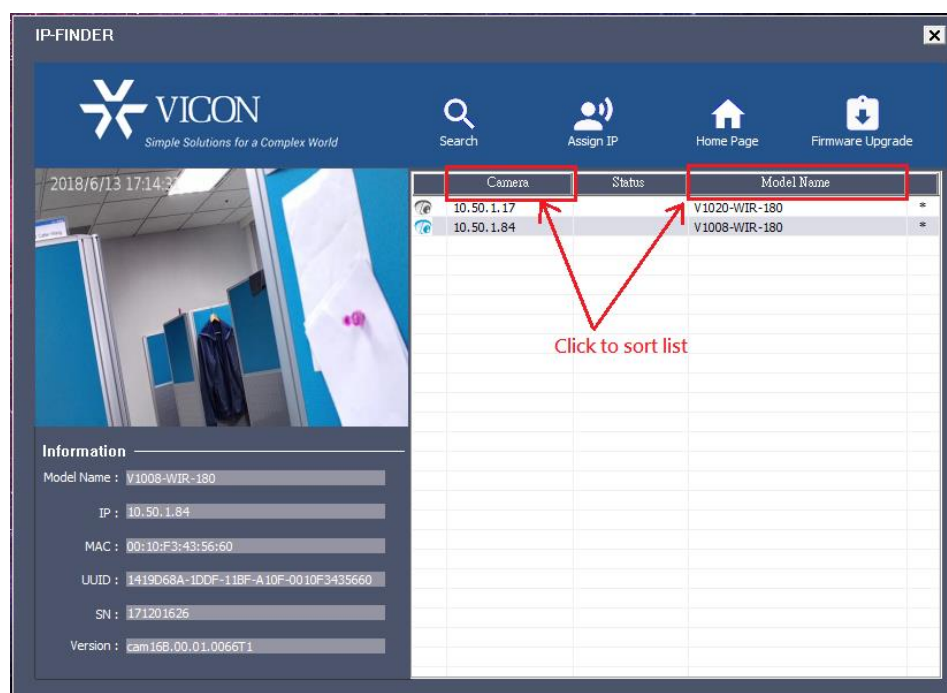 IP-FINDER
VICON
Simple Solutions for a Complex World
Search
Assign IP
Home Page
Firmware Upgrade
2018/6/13 17:14:3
Camera Status Model Name
10.50.1.17 V1020-WIR-180 *
10.50.1.84 V1008-WIR-180 *
Click to sort list
Information
Model Name : V1008-WIR-180
IP : 10.50.1.84
MAC : 00:10:F3:43:56:60
UUID : 1419D68A-1DDF-11BF-A10F-0010F3435660
SN : 171201626
Version : cam16B.00.01.0066T1